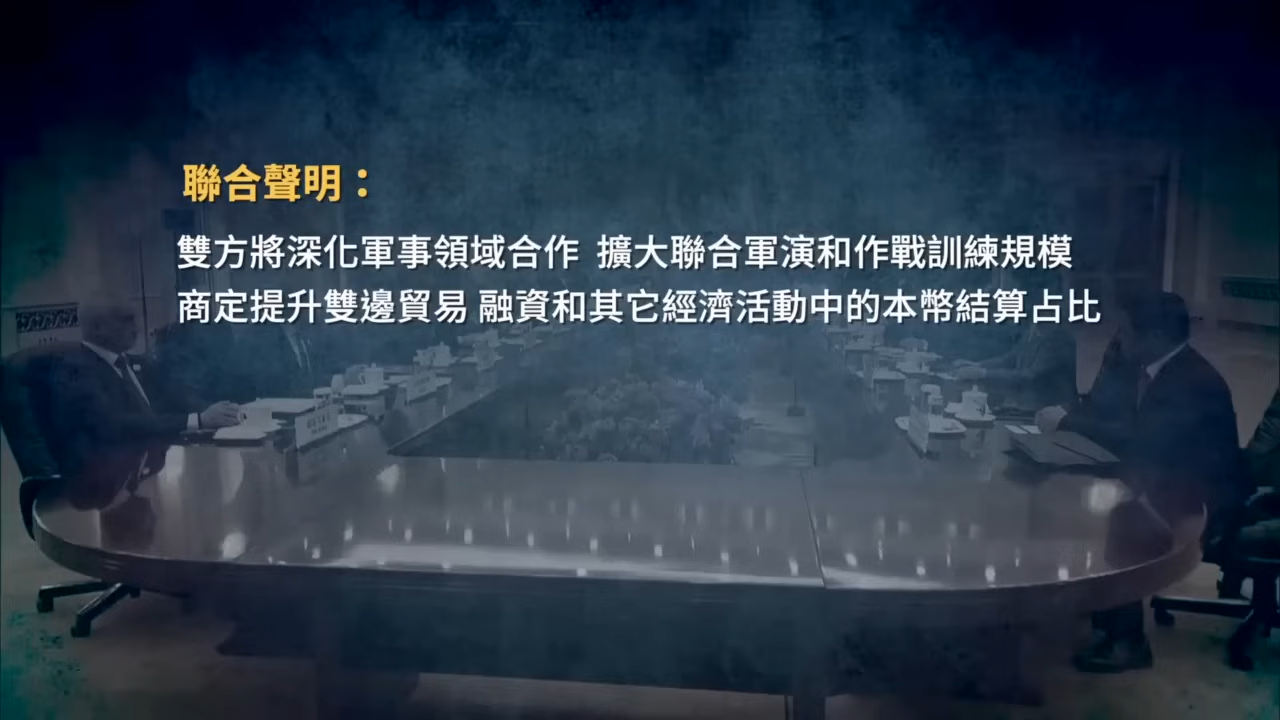 聯合聲明：
雙方將深化軍事領域合作 擴大聯合軍演和作戰訓練規模
商定提升雙邊貿易 融資和其它經濟活動中的本幣結算占比